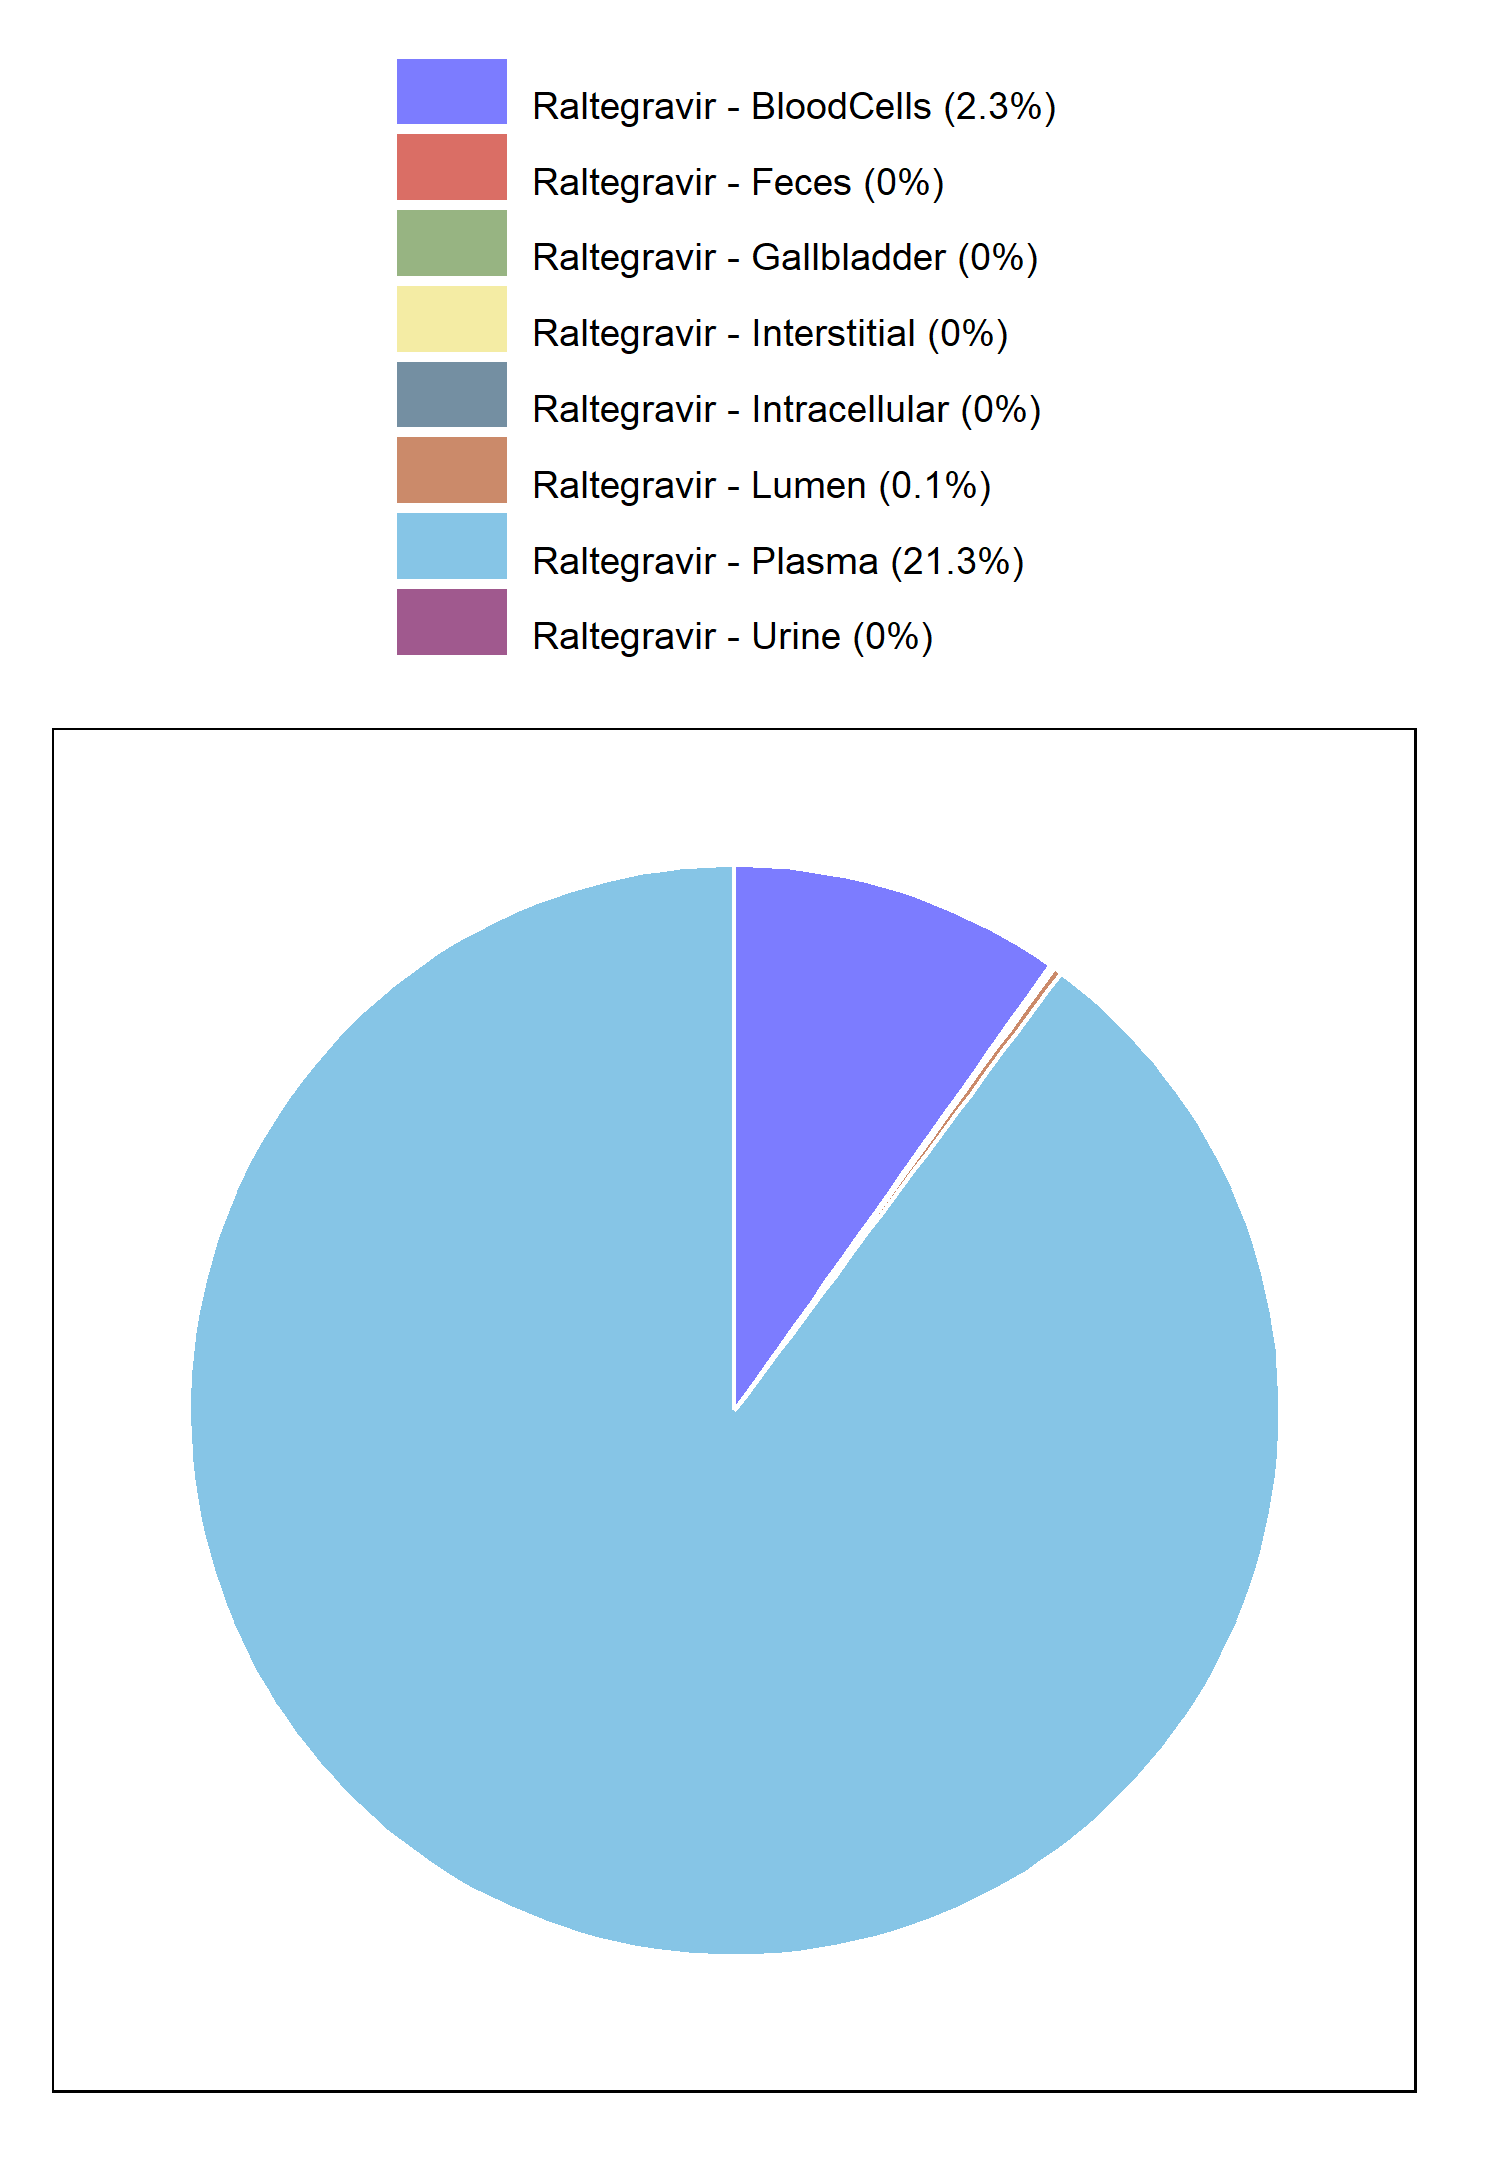 Raltegravir - BloodCells (2.3%)
Raltegravir - Feces (0%)
Raltegravir - Gallbladder (0%)
Raltegravir - Interstitial (0%)
Raltegravir - Intracellular (0%)
Raltegravir - Lumen (0.1%)
Raltegravir - Plasma (21.3%)
Raltegravir - Urine (0%)